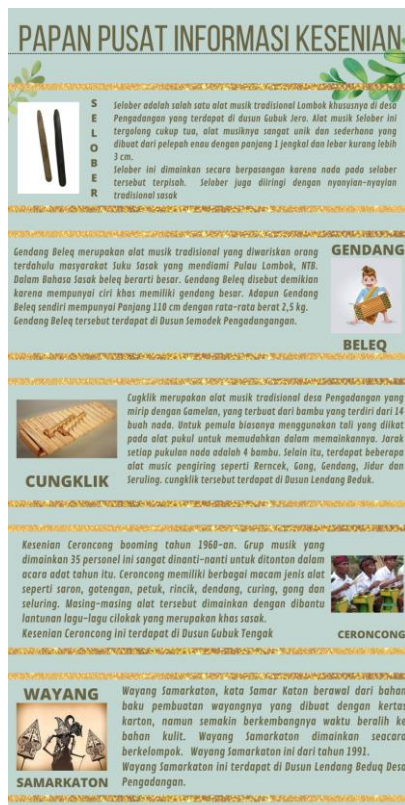 PAPAN PUSAT INFORMASI KESENIAN
SELOBER
Selober adalah salah satu alat musik tradisional Lombok khususnya di desa
Pengadangan yang terdapat di dusun Gubuk Jero. Alat musik Selober ini
tergolong cukup tua, alat musiknya sangat unik dan sederhana yang
dibuat dari pelepah enau dengan panjang 1 jengkal dan lebar kurang lebih
3 cm.
Selober ini dimainkan secara berpasangan karena nada pada selober
tersebut terpisah. Selober juga diiringi dengan nyanyian-nyayian
tradisional sasak
Gendang Beleq merupakan alat musik tradisional yang diwariskan orang
terdahulu masyarakat Suku Sasak yang mendiami Pulau Lombok, NTB.
Dalam Bahasa Sasak beleq berarti besar. Gendang Beleq disebut demikian
karena mempunyai ciri khas memiliki gendang besar. Adapun Gendang
Beleq sendiri mempunyai Panjang 110 cm dengan rata-rata berat 2,5 kg.
Gendang Beleq tersebut terdapat di Dusun Semodek Pengadangangan.
GENDANG
BELEQ
CUNGKLIK
Cugklik merupakan alat musik tradisional desa Pengadangan yang
mirip dengan Gamelan, yang terbuat dari bambu yang terdiri dari 14
buah nada. Untuk pemula biasonya menggunakan tali yang diikat
pada alat pukul untuk memudahkan dalam memainkannya. Jarak
setiap pukulan nada adalah 4 bambu. Selain itu, terdapat beberapa
alat music pengiring seperti Rerncek, Gong, Gendang, Jidur dan
Seruling. cungklik tersebut terdapat di Dusun Lendang Beduk.
Kesenian Ceroncong booming tahun 1960-an. Grup musik yang
dimainkan 35 personel ini sangat dinanti-nanti untuk ditonton dalam
acara adat tahun itu. Ceroncong memiliki berbagai macam jenis alat
seperti saron, gotengan, petuk, rincik, dendang, curing, gong dan
seluring. Masing-masing alat tersebut dimainkan dengan dibantu
lantunan lagu-lagu cilokak yang merupakan khas sasak.
Kesenian Ceroncong ini terdapat di Dusun Gubuk Tengak
CERONCONG
WAYANG
SAMARKATON
Wayang Samarkaton, kata Samar Katon berawal dari bahan
baku pembuatan wayangnya yang dibuat dengan kertas
karton, namun semakin berkembangnya waktu beralih ke
bahan kulit. Wayang Samarkaton dimainkan seacara
berkelompok. Wayang Samarkaton ini dari tahun 1991.
Wayang Samarkaton ini terdapat di Dusun Lendang Beduq Desa
Pengadangan.